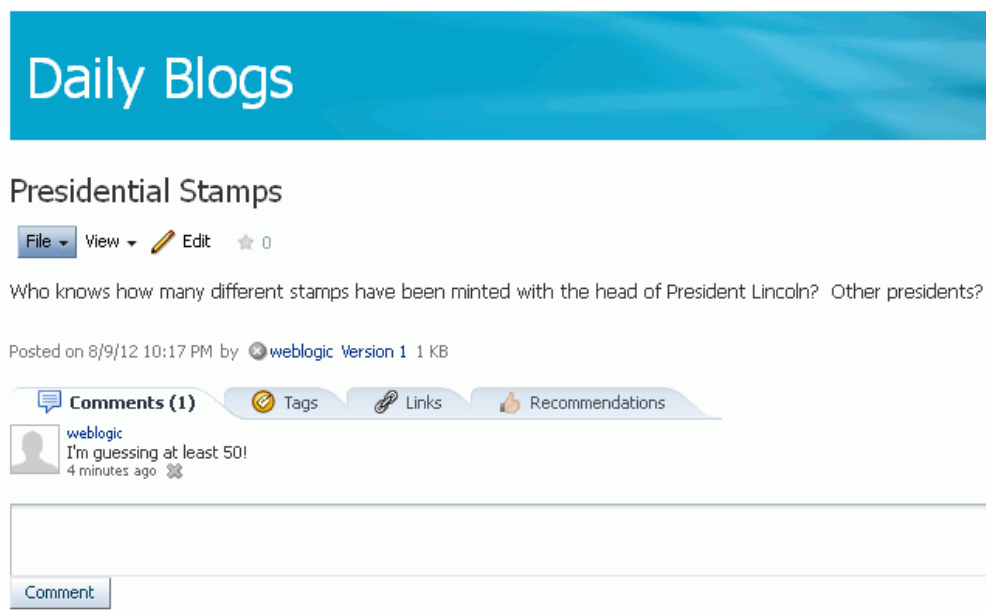 Daily Blogs
Presidential Stamps
File View Edit 0
Who knows how many different stamps have been minted with the head of President Lincoln? Other presidents?
Posted on 8/9/12 10:17 PM by weblogic Version 1 1 KB
Comments (1) Tags Links Recommendations
weblogic
I'm guessing at least 50!
4 minutes ago
Comment